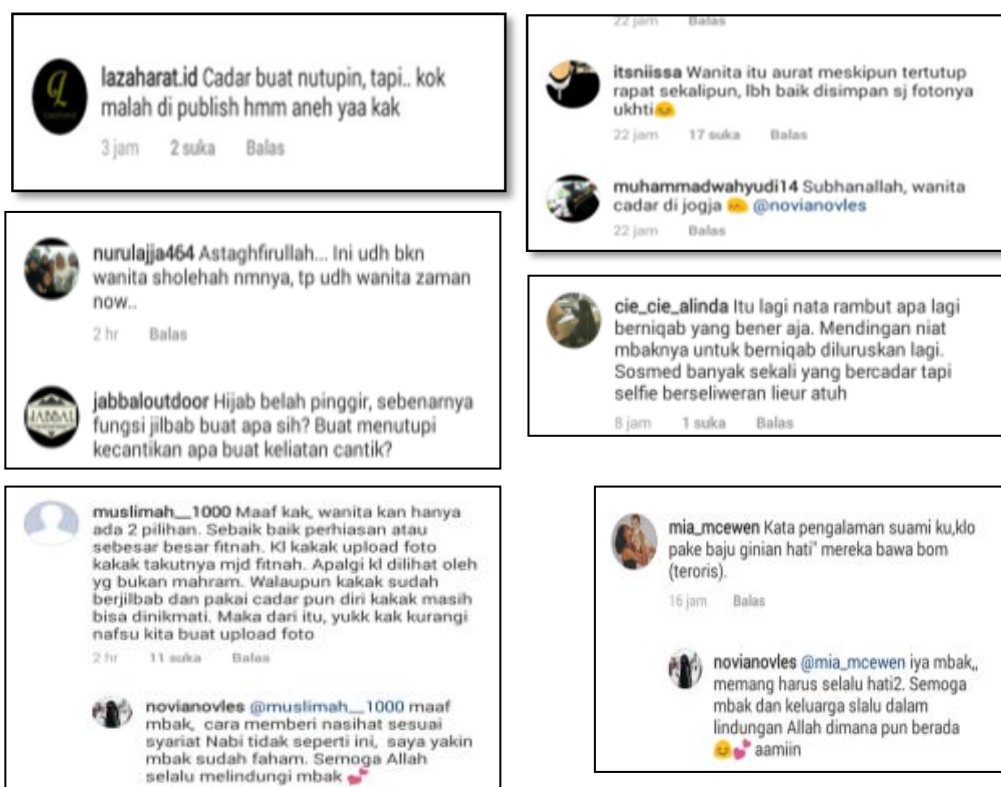 lazaharat.id Cadar buat nutupin, tapi.. kok
malah di publish hmm aneh yaa kak
3 jam 2 suka Balas
nurulajja464 Astaghfirullah... Ini udh bkn
wanita sholehah nmnya, tp udh wanita zaman
now..
2 hr Balas
JABBAL
jabbaloutdoor Hijab belah pinggir, sebenarnya
fungsi jilbab buat apa sih? Buat menutupi
kecantikan apa buat keliatan cantik?
muslimah__1000 Maaf kak, wanita kan hanya
ada 2 pilihan. Sebaik baik perhiasan atau
sebesar besar fitnah. Kl kakak upload foto
kakak takutnya mjd fitnah. Apalgi kl dilihat oleh
yg bukan mahram. Walaupun kakak sudah
berjilbab dan pakai cadar pun diri kakak masih
bisa dinikmati. Maka dari itu, yukk kak kurangi
nafsu kita buat upload foto
2 hr 11 suka Balas
novianovles @muslimah__1000 maaf
mbak, cara memberi nasihat sesuai
syariat Nabi tidak seperti ini, saya yakin
mbak sudah faham. Semoga Allah
selalu melindungi mbak 💕
22 jam Balas
itsniissa Wanita itu aurat meskipun tertutup
rapat sekalipun, lbh baik disimpan sj fotonya
ukhti😊
22 jam 17 suka Balas
muhammadwahyudi14 Subhanallah, wanita
cadar di jogja 🤗 @novianovles
22 jam Balas
cie_cie_alinda Itu lagi nata rambut apa lagi
berniqab yang bener aja. Mendingan niat
mbaknya untuk berniqab diluruskan lagi.
Sosmed banyak sekali yang bercadar tapi
selfie berseliweran lieur atuh
8 jam 1 suka Balas
mia_mcewen Kata pengalaman suami ku,klo
pake baju ginian hati" mereka bawa bom
(teroris).
16 jam Balas
novianovles @mia_mcewen iya mbak,,
memang harus selalu hati2. Semoga
mbak dan keluarga slalu dalam
lindungan Allah dimana pun berada
😊💕 aamiin